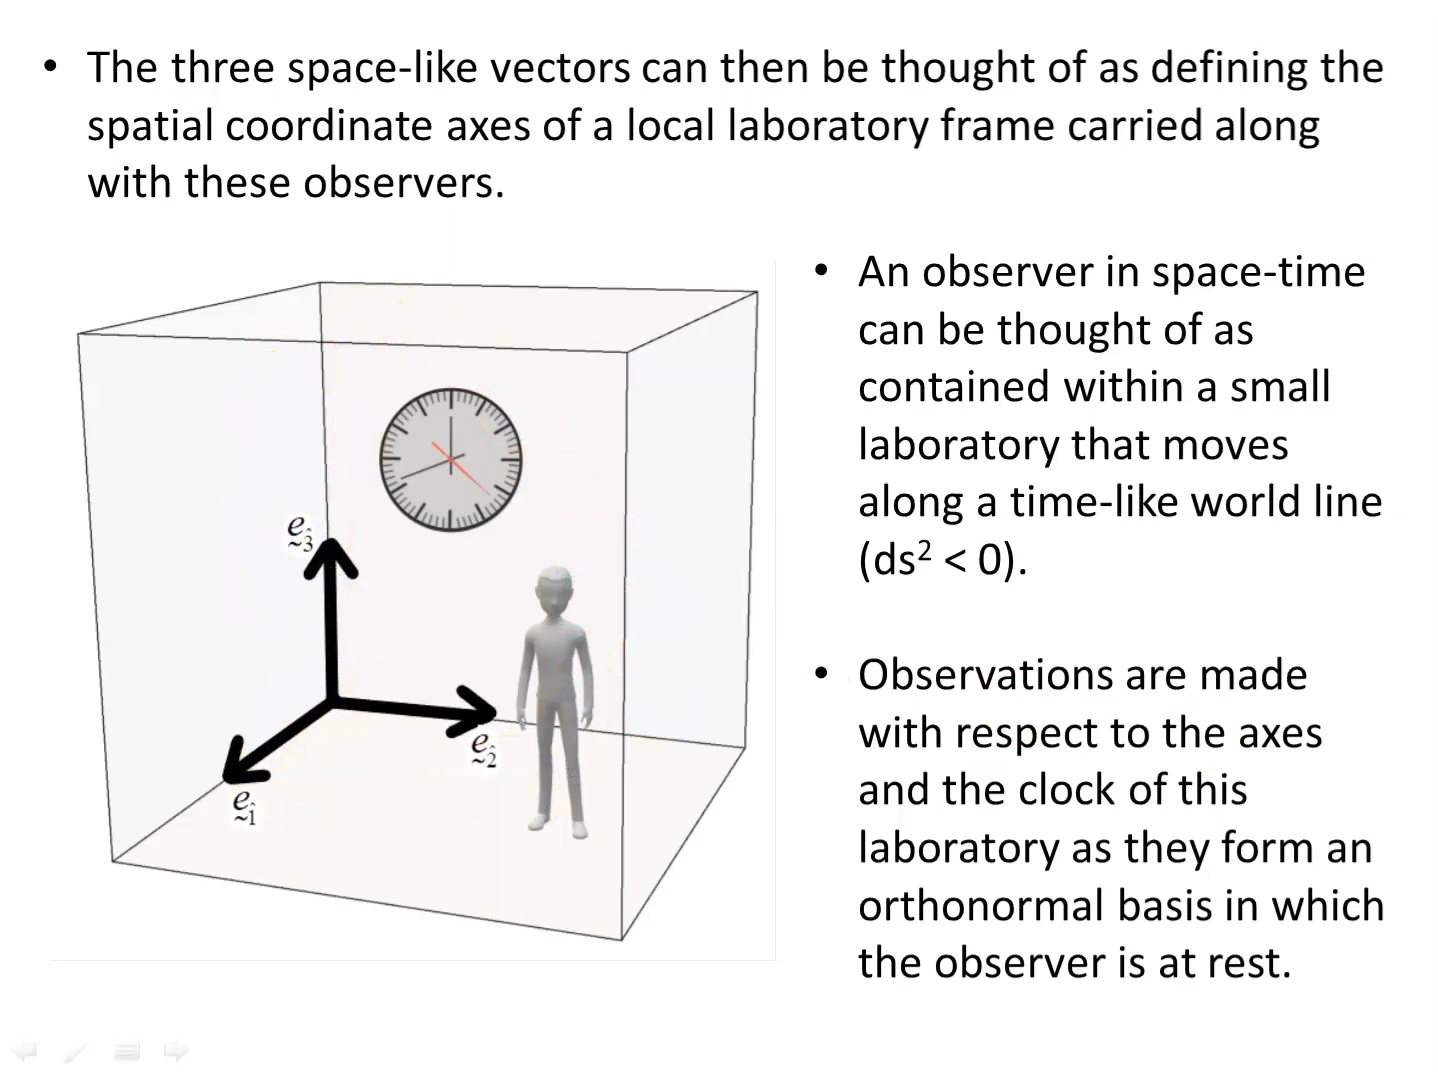 • The three space-like vectors can then be thought of as defining the
spatial coordinate axes of a local laboratory frame carried along
with these observers.
• An observer in space-time
can be thought of as
contained within a small
laboratory that moves
along a time-like world line
(ds² < 0).
• Observations are made
with respect to the axes
and the clock of this
laboratory as they form an
orthonormal basis in which
the observer is at rest.
ḛ_3̂
ḛ_2̂
ḛ_1̂